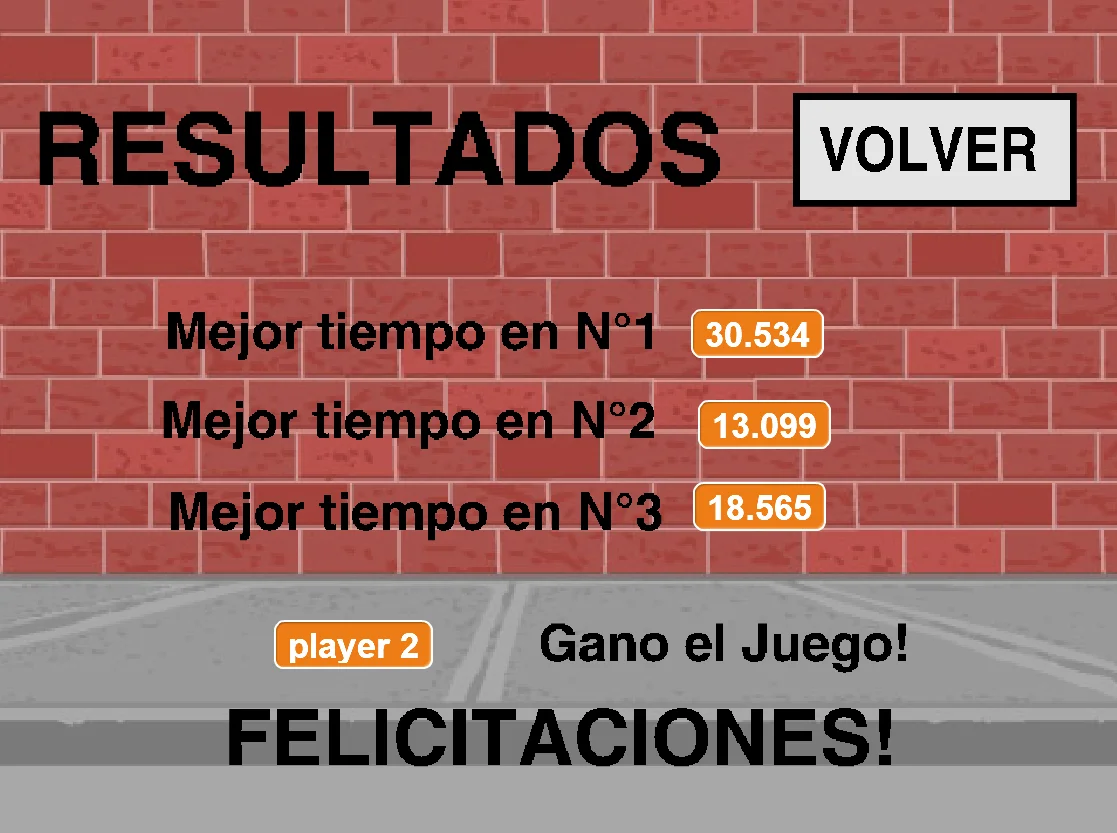 RESULTADOS VOLVER
Mejor tiempo en N°1 30.534
Mejor tiempo en N°2 13.099
Mejor tiempo en N°3 18.565
player 2 Gano el Juego!
FELICITACIONES!